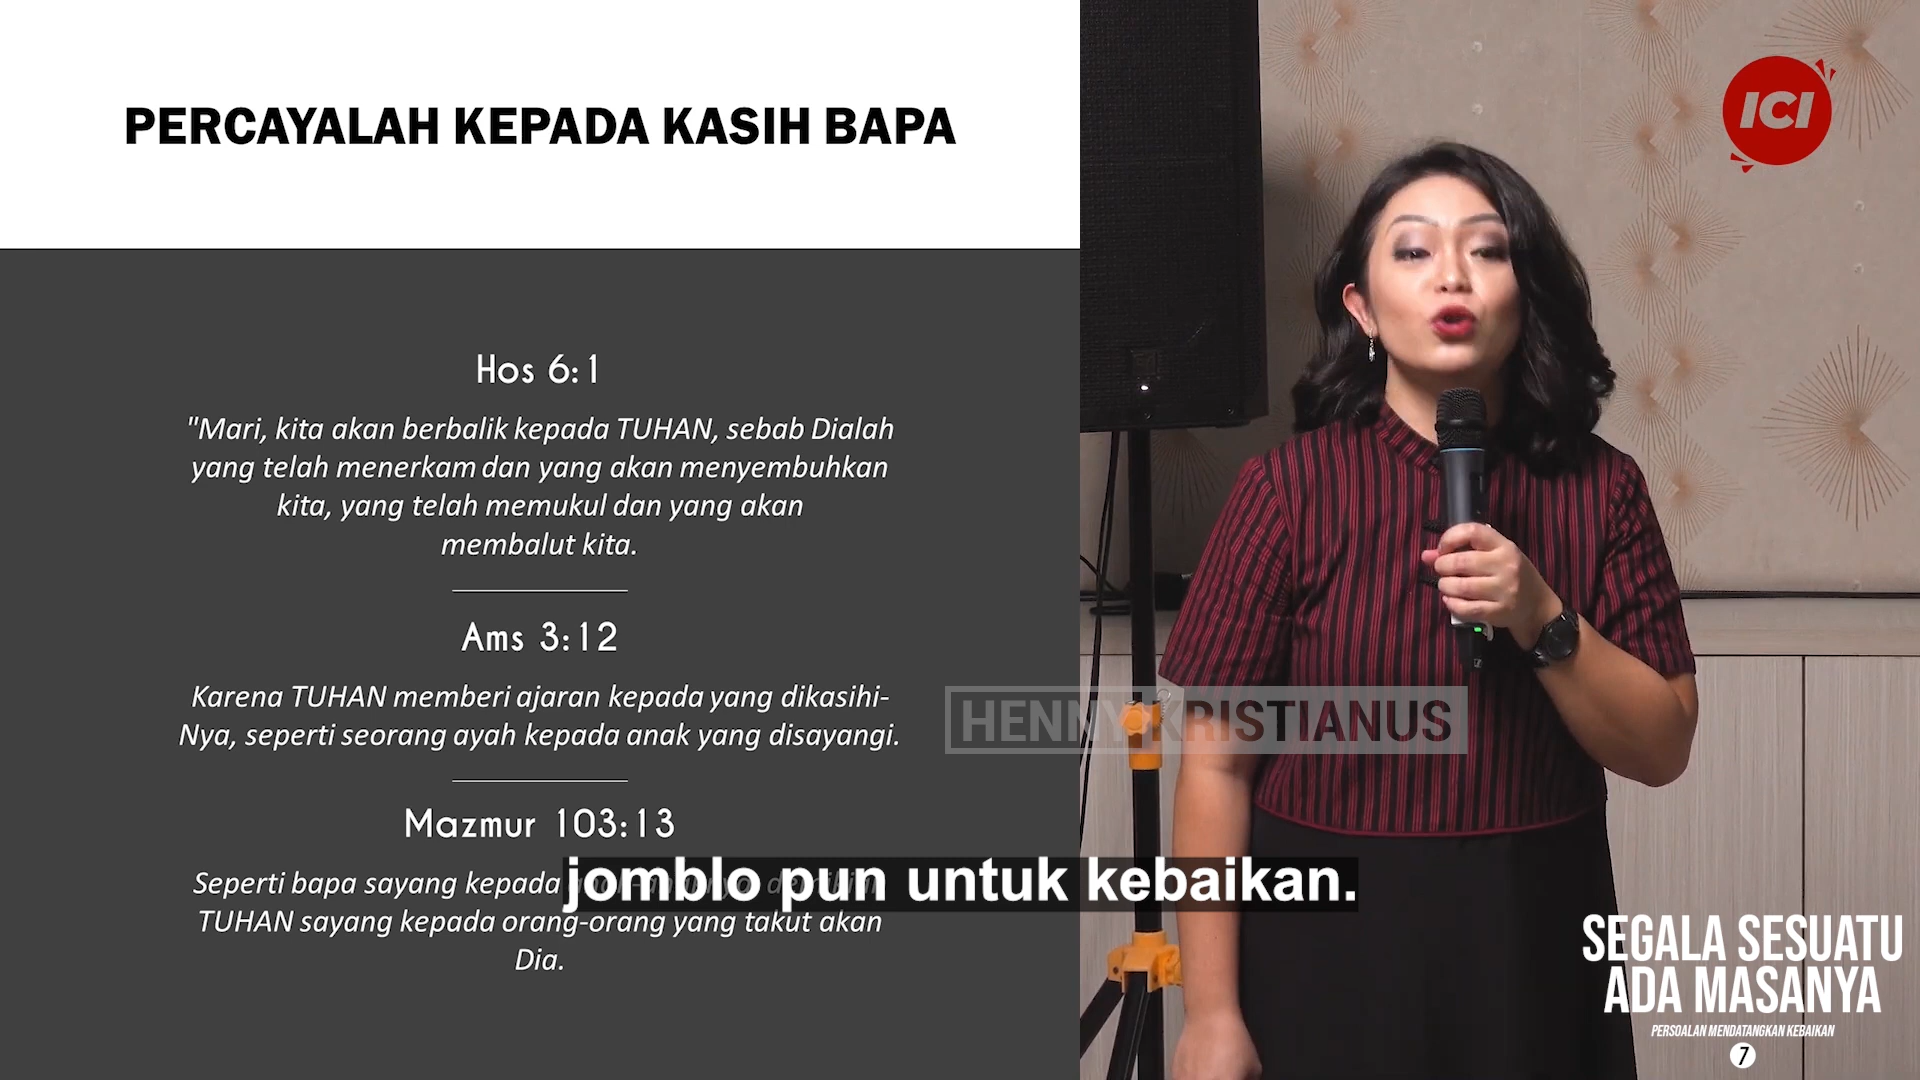 PERCAYALAH KEPADA KASIH BAPA
Hos 6:1
"Mari, kita akan berbalik kepada TUHAN, sebab Dialah
yang telah menerkam dan yang akan menyembuhkan
kita, yang telah memukul dan yang akan
membalut kita.
Ams 3:12
Karena TUHAN memberi ajaran kepada yang dikasihi-
Nya, seperti seorang ayah kepada anak yang disayangi.
Mazmur 103:13
Seperti bapa sayang kepada
TUHAN sayang kepada orang-orang yang takut akan
Dia.
ICI
HENNY KRISTIANUS
jomblo pun untuk kebaikan.
SEGALA SESUATU
ADA MASANYA
PERSOALAN MENDATANGKAN KEBAIKAN
7